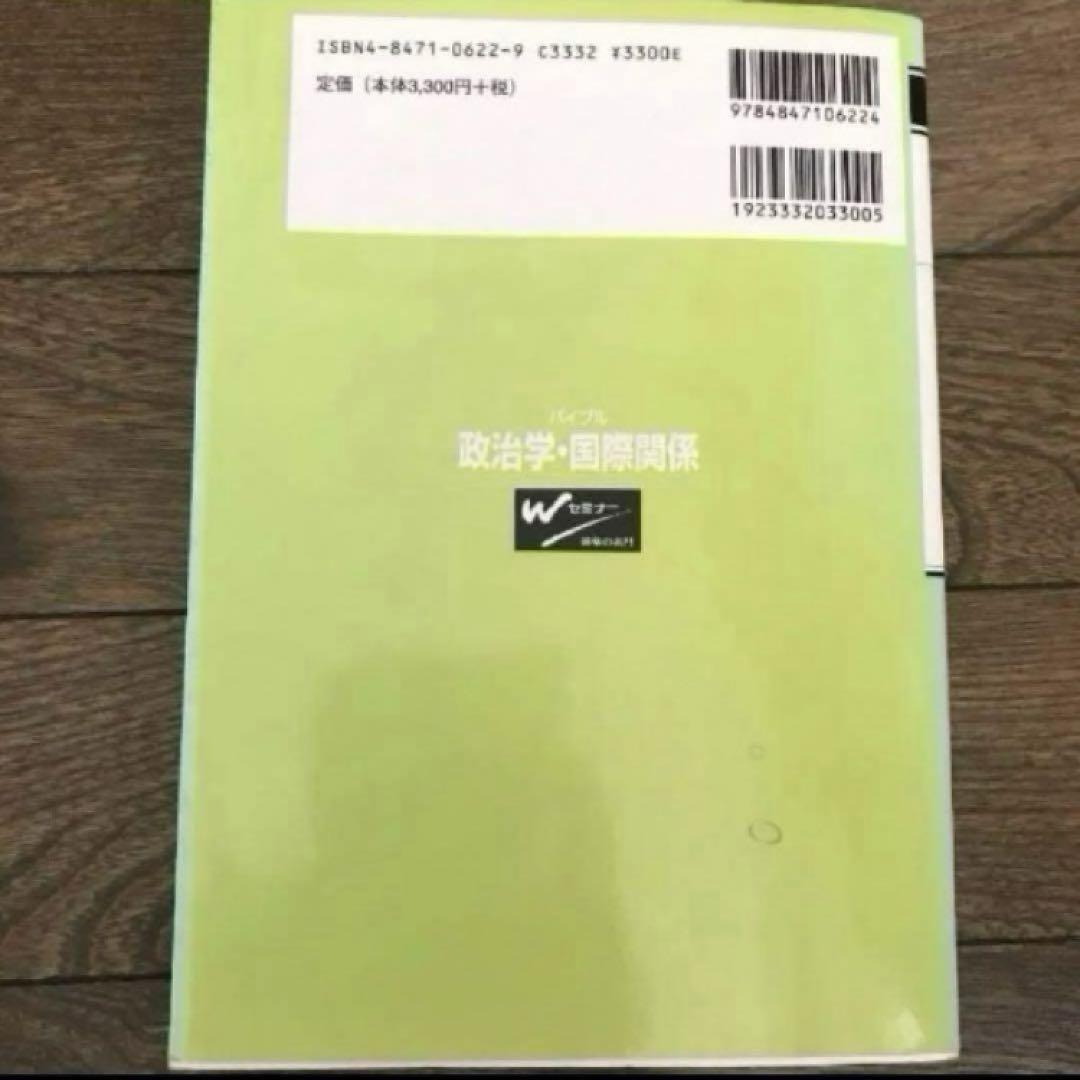 ISBN4-8471-0622-9 C3332 ¥3300E
定価（本体3,300円+税）
9784847106224
1923332033005
バイブル
政治学・国際関係
W セミナー